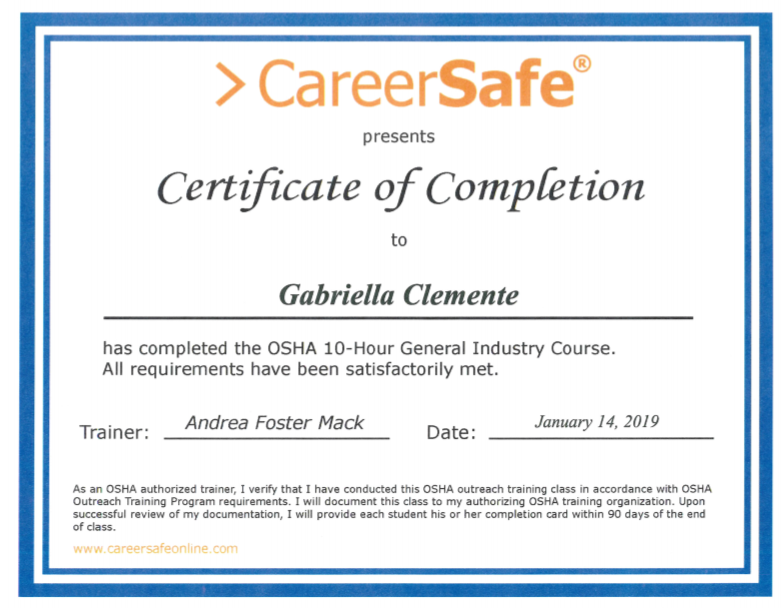 > CareerSafe®
presents
Certificate of Completion
to
Gabriella Clemente
has completed the OSHA 10-Hour General Industry Course.
All requirements have been satisfactorily met.
Trainer: Andrea Foster Mack Date: January 14, 2019
As an OSHA authorized trainer, I verify that I have conducted this OSHA outreach training class in accordance with OSHA
Outreach Training Program requirements. I will document this class to my authorizing OSHA training organization. Upon
successful review of my documentation, I will provide each student his or her completion card within 90 days of the end
of class.
www.careersafeonline.com